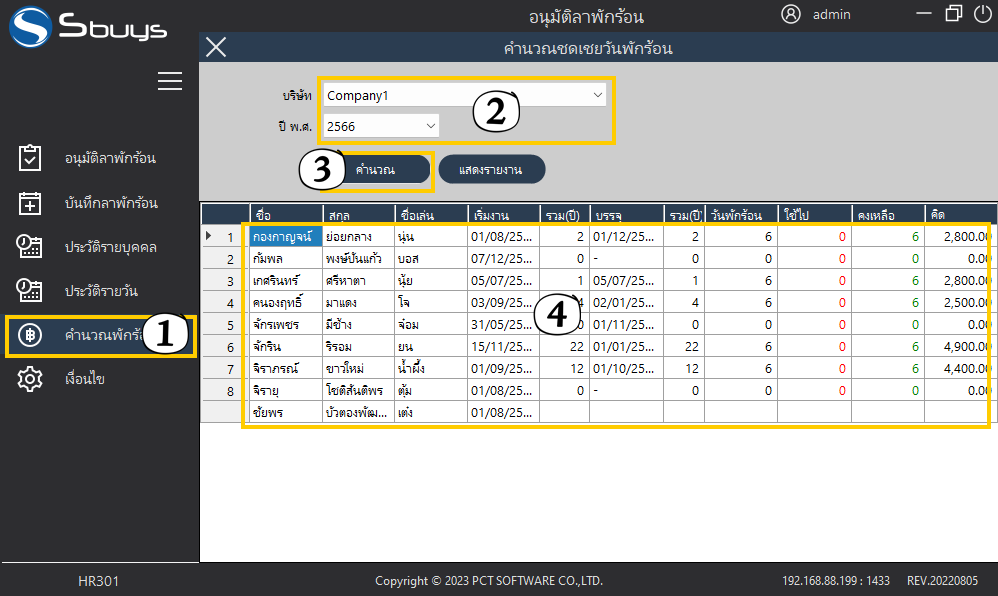 Sbuys
อนุมัติลาพักร้อน
admin
คำนวณชดเชยวันพักร้อน
บริษัท Company1
2
ปี พ.ศ. 2566
3 คำนวณ แสดงรายงาน
อนุมัติลาพักร้อน
บันทึกลาพักร้อน
ประวัติรายบุคคล
ประวัติรายวัน
คำนวณพักร้อ 1
เงื่อนไข
ชื่อ สกุล ชื่อเล่น เริ่มงาน รวม(ปี) บรรจุ รวม(ปี) วันพักร้อน ใช้ไป คงเหลือ คิด
1 กองกาญจน์ ย่อยกลาง นุ่น 01/08/25... 2 01/12/25... 2 6 0 6 2,800.00
2 กัมพล พงษ์ปันแก้ว บอส 07/12/25... 0 - 0 0 0 0 0.00
3 เกศรินทร์ ศรีหาตา นุ้ย 05/07/25... 1 05/07/25... 1 6 0 6 2,800.00
4 คนองฤทธิ์ มาแดง โจ 03/09/25... 4 02/01/25... 4 6 0 6 2,500.00
4
5 จักรเพชร มีช้าง จ๋อม 31/05/25... 0 01/11/25... 0 0 0 0 0.00
6 จักริน ริรอม ยน 15/11/25... 22 01/01/25... 22 6 0 6 4,900.00
7 จิราภรณ์ ขาวใหม่ น้ำผึ้ง 01/09/25... 12 01/10/25... 12 6 0 6 4,400.00
8 จิรายุ โชติสันติพร ตุ้ม 01/08/25... 0 - 0 0 0 0 0.00
ชัยพร บัวตองพัฒ... เต๋ง 01/08/25...
HR301
Copyright © 2023 PCT SOFTWARE CO.,LTD.
192.168.88.199 : 1433 REV.20220805